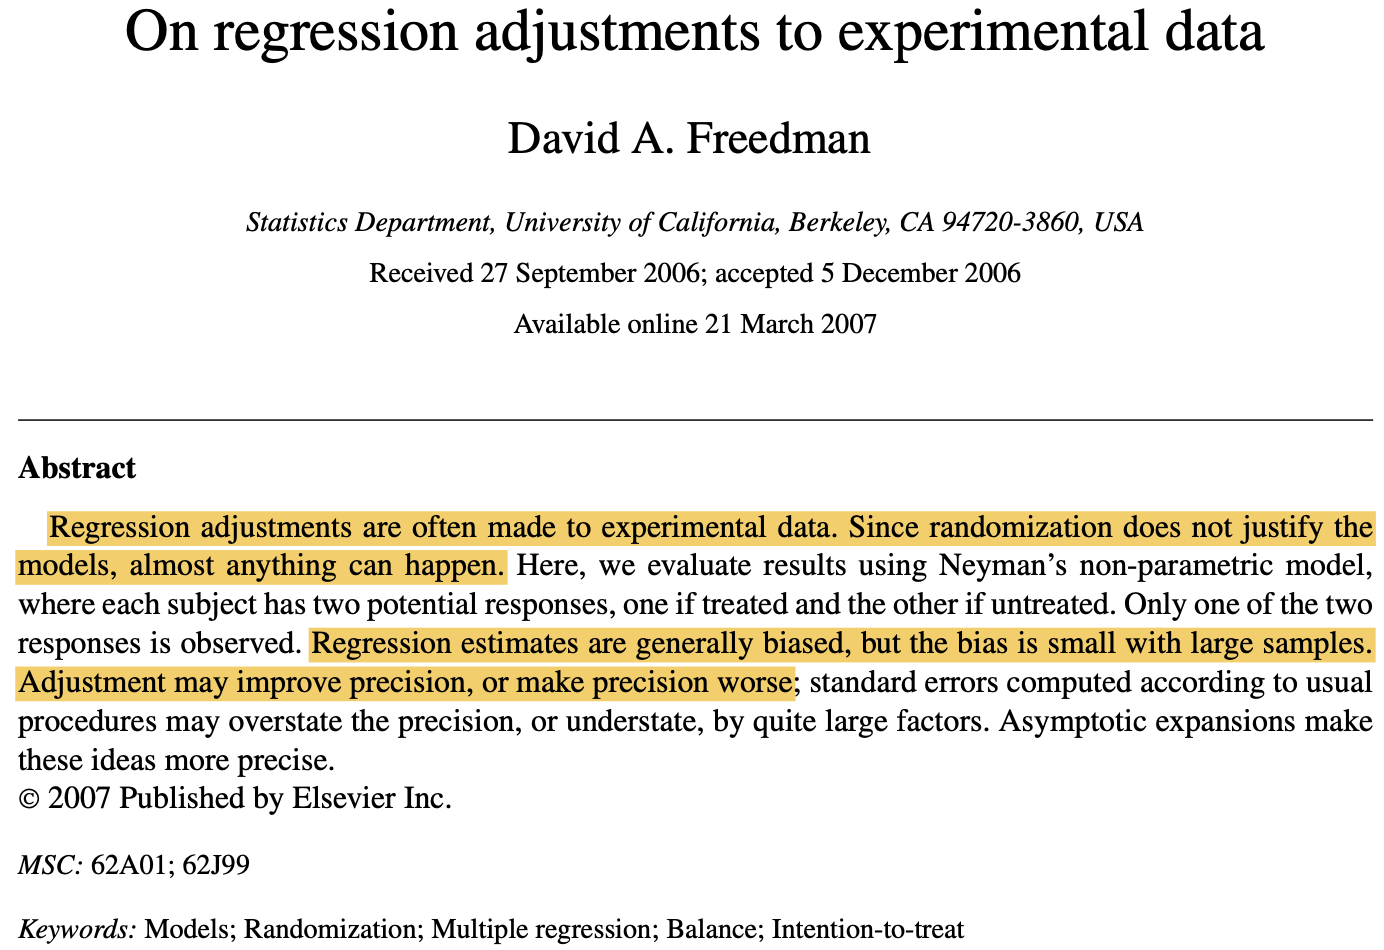 On regression adjustments to experimental data
David A. Freedman
Statistics Department, University of California, Berkeley, CA 94720-3860, USA
Received 27 September 2006; accepted 5 December 2006
Available online 21 March 2007
Abstract
Regression adjustments are often made to experimental data. Since randomization does not justify the
models, almost anything can happen. Here, we evaluate results using Neyman’s non-parametric model,
where each subject has two potential responses, one if treated and the other if untreated. Only one of the two
responses is observed. Regression estimates are generally biased, but the bias is small with large samples.
Adjustment may improve precision, or make precision worse; standard errors computed according to usual
procedures may overstate the precision, or understate, by quite large factors. Asymptotic expansions make
these ideas more precise.
© 2007 Published by Elsevier Inc.
MSC: 62A01; 62J99
Keywords: Models; Randomization; Multiple regression; Balance; Intention-to-treat